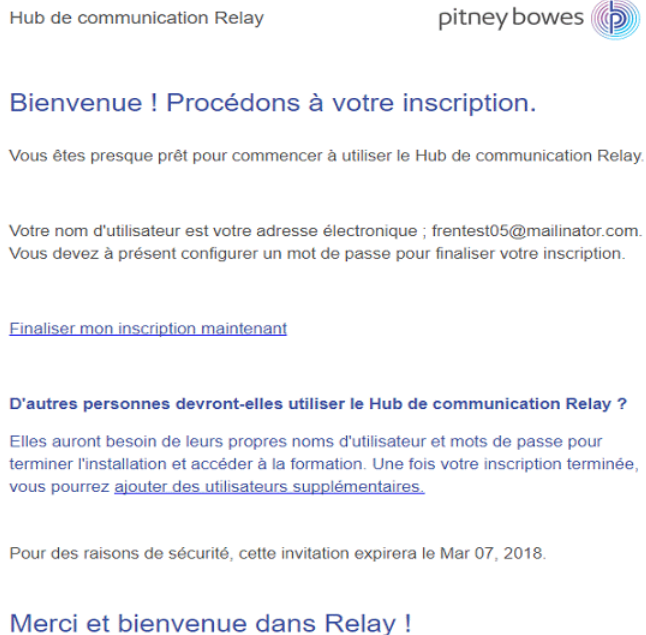 Hub de communication Relay
pitney bowes
Bienvenue ! Procédons à votre inscription.
Vous êtes presque prêt pour commencer à utiliser le Hub de communication Relay.
Votre nom d'utilisateur est votre adresse électronique ; frentest05@mailinator.com.
Vous devez à présent configurer un mot de passe pour finaliser votre inscription.
Finaliser mon inscription maintenant
D'autres personnes devront-elles utiliser le Hub de communication Relay ?
Elles auront besoin de leurs propres noms d'utilisateur et mots de passe pour
terminer l'installation et accéder à la formation. Une fois votre inscription terminée,
vous pourrez ajouter des utilisateurs supplémentaires.
Pour des raisons de sécurité, cette invitation expirera le Mar 07, 2018.
Merci et bienvenue dans Relay !